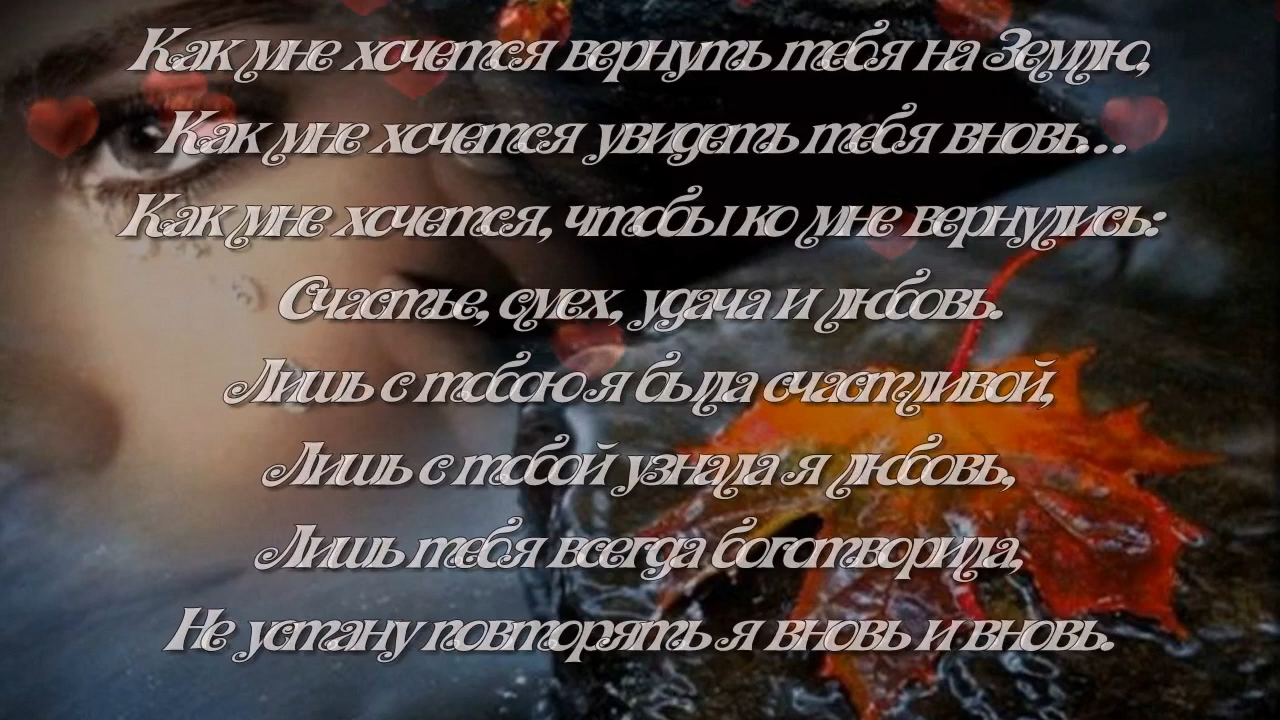 Как мне хочется вернуть тебя на Землю,
Как мне хочется увидеть тебя вновь...
Как мне хочется, чтобы ко мне вернулись:
Счастье, смех, удача и любовь.
Лишь с тобою я была счастливой,
Лишь с тобой узнала я любовь,
Лишь тебя всегда боготворила,
Не устану повторять я вновь и вновь.